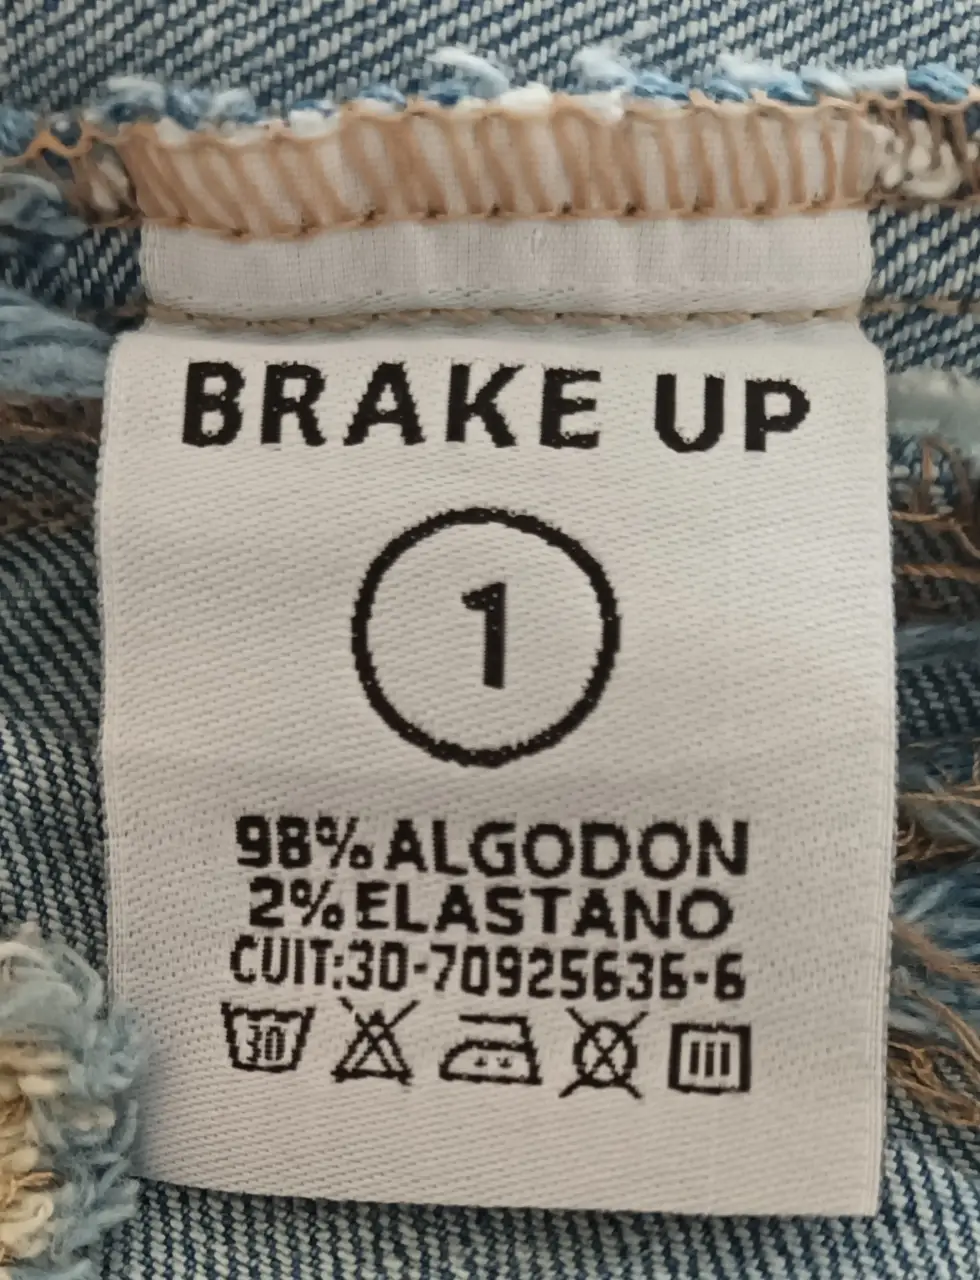 BRAKE UP
1
98% ALGODON
2% ELASTANO
CUIT:30-70925636-6
30